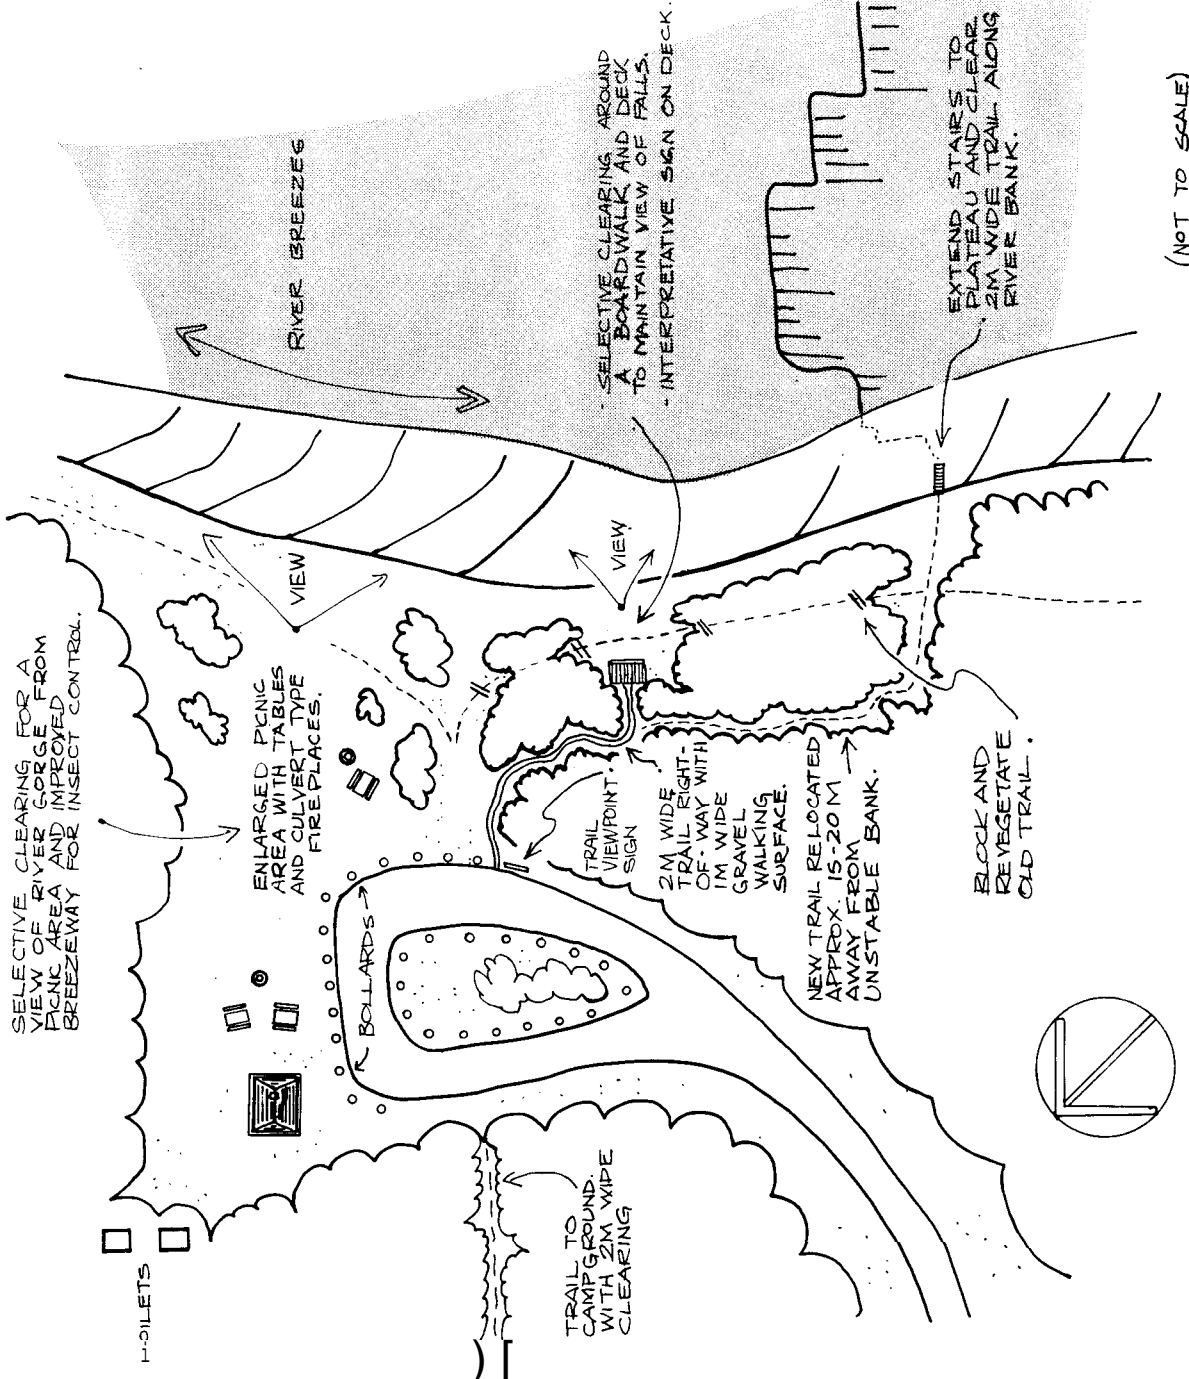 SELECTIVE CLEARING FOR A
VIEW OF RIVER GORGE FROM
PICNIC AREA AND IMPROVED
BREEZEWAY FOR INSECT CONTROL.
RIVER BREEZES
- SELECTIVE CLEARING AROUND
A BOARDWALK AND DECK
TO MAINTAIN VIEW OF FALLS.
- INTERPRETATIVE SIGN ON DECK.
EXTEND STAIRS TO
PLATEAU AND CLEAR
2M WIDE TRAIL ALONG
RIVER BANK.
(NOT TO SCALE)
VIEW
VIEW
ENLARGED PICNIC
AREA WITH TABLES
AND CULVERT TYPE
FIREPLACES.
BOLLARDS
TRAIL
VIEWPOINT
SIGN
2M WIDE
TRAIL RIGHT-
OF-WAY WITH
1M WIDE
GRAVEL
WALKING
SURFACE.
NEW TRAIL RELOCATED
APPROX. 15-20 M
AWAY FROM
UNSTABLE BANK.
BLOCK AND
REVEGETATE
OLD TRAIL.
TRAIL TO
CAMPGROUND
WITH 2M WIDE
CLEARING